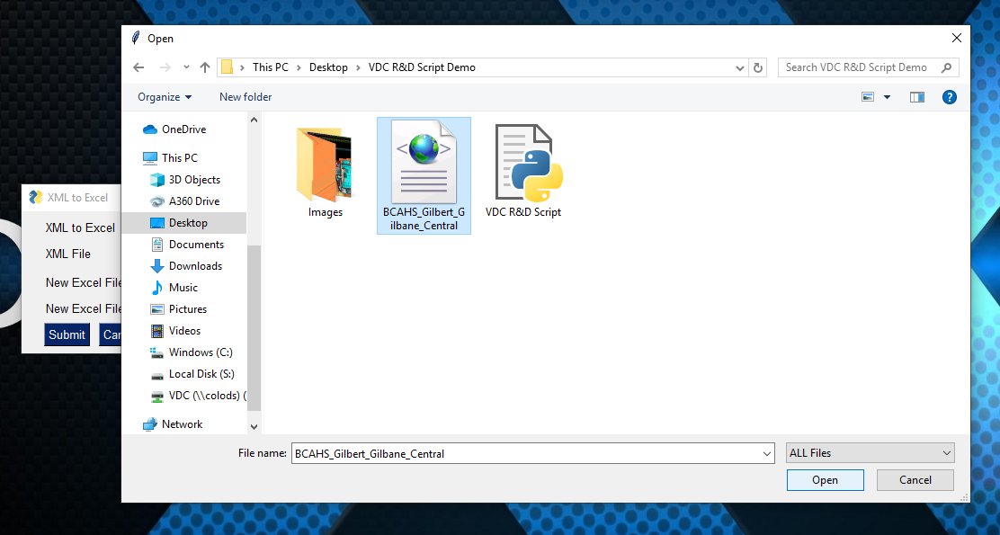 Open
This PC > Desktop > VDC R&D Script Demo
Search VDC R&D Script Demo
Organize
New folder
?
XML to Excel
XML to Excel
XML File
New Excel File
New Excel File
Submit
Can
OneDrive
This PC
3D Objects
A360 Drive
Desktop
Documents
Downloads
Music
Pictures
Videos
Windows (C:)
Local Disk (S:)
VDC (\\colods) (
Network
Images
BCAHS_Gilbert_G
ilbane_Central
VDC R&D Script
File name:
BCAHS_Gilbert_Gilbane_Central
ALL Files
Open
Cancel